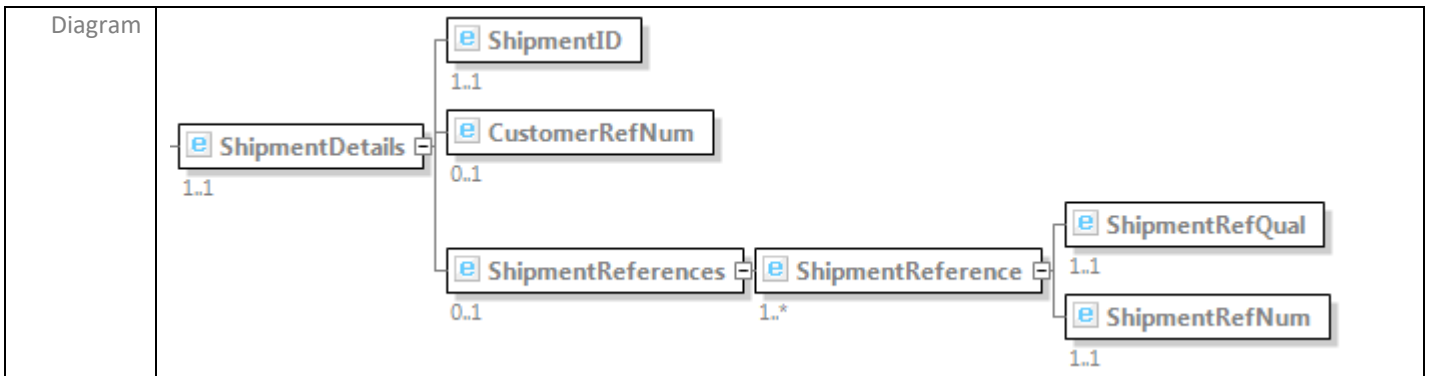 Diagram
ShipmentID
1..1
CustomerRefNum
0..1
ShipmentDetails
1..1
ShipmentReferences
0..1
ShipmentReference
1..*
ShipmentRefQual
1..1
ShipmentRefNum
1..1